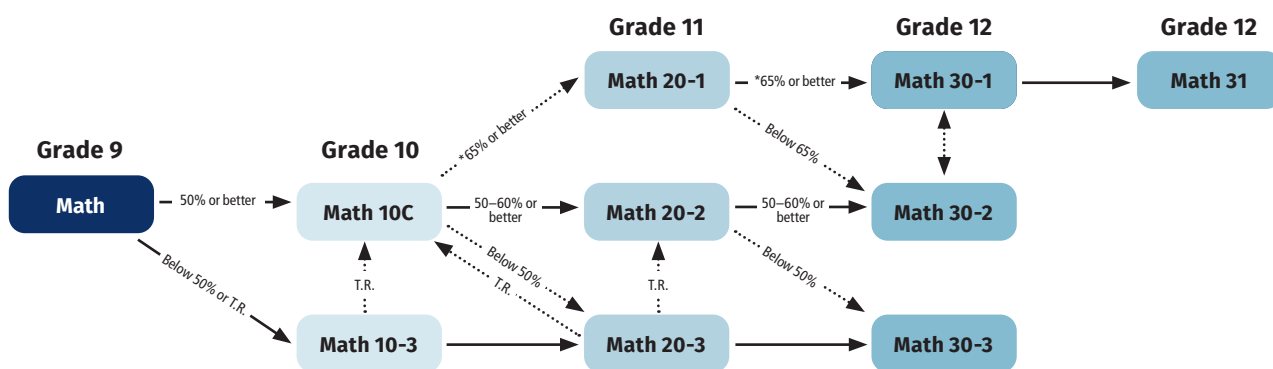 Grade 11
Grade 12
Grade 12
Math 20-1
*65% or better
Math 30-1
Math 31
*65% or better
Below 65%
Grade 9
Grade 10
Math
50% or better
Math 10C
50–60% or
better
Math 20-2
50–60% or
better
Math 30-2
Below 50% or T.R.
T.R.
Below 50%
T.R.
T.R.
Below 50%
Math 10-3
Math 20-3
Math 30-3